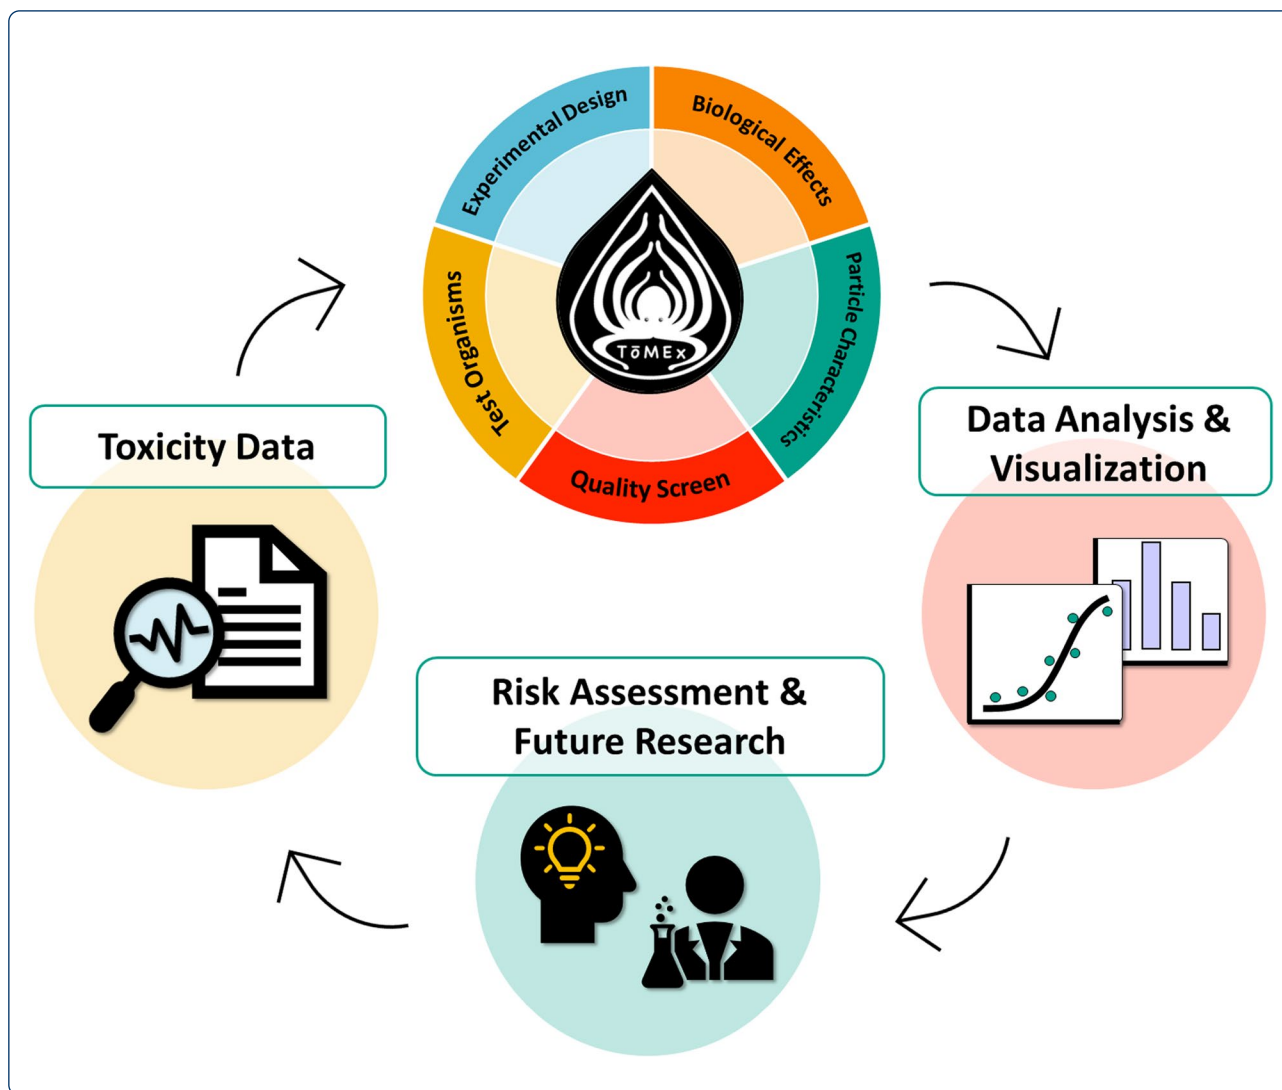 Experimental Design
Biological Effects
Particle Characteristics
Quality Screen
Test Organisms
TōMEx
Toxicity Data
Data Analysis &
Visualization
Risk Assessment &
Future Research